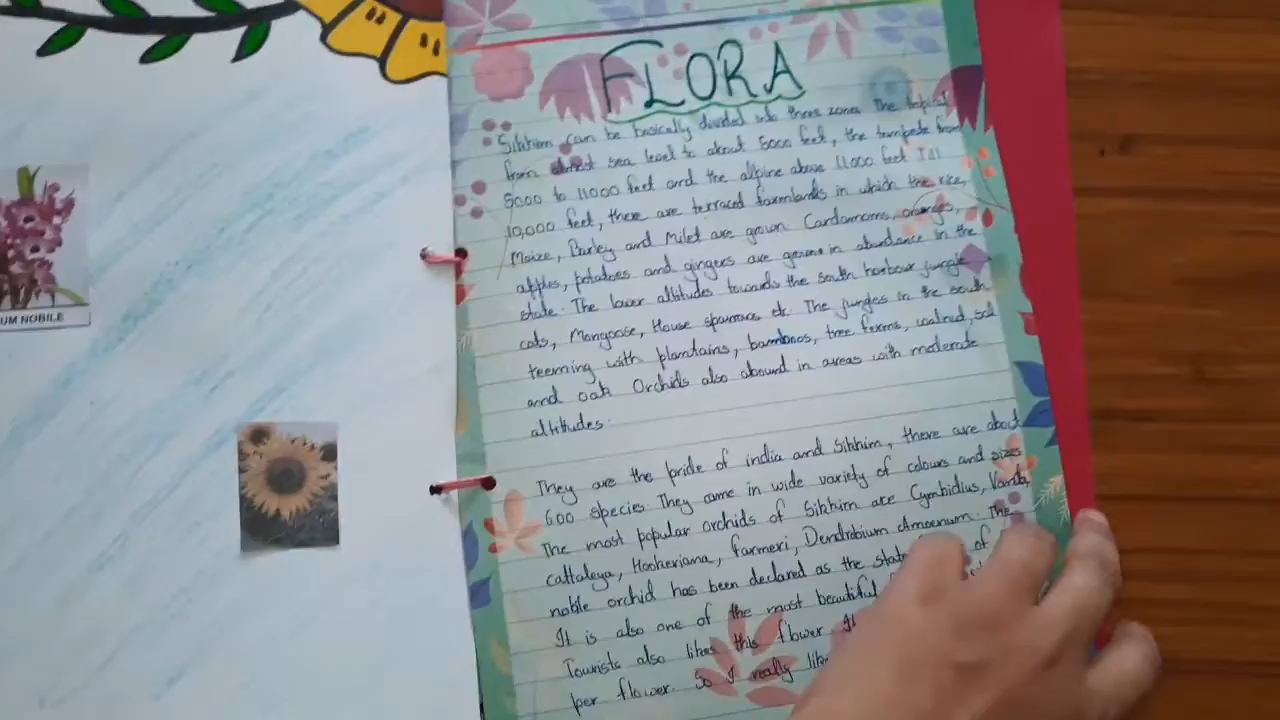 FLORA
Sikkim can be basically divided into three zones The tropical
from almost sea level to about 5000 feet, the temperate from
5000 to 11000 feet and the alpine above 11000 feet Till
10,000 feet, there are terraced farmlands in which the rice,
Maize, Barley and Milet are grown Cardamoms, oranges,
apples, potatoes and gingers are in abundance in the
state. The lower altitudes towards the south harbour jungle
cats, Mongoose, House sparrows etc. The jungles in the south
teeming with plantains, bamboos, tree ferens, walned, sal
and oak Orchids also abound in areas with moderate
altitudes.
They are the pride of india and Sikkim, there are about
600 species. They came in wide variety of colours and sizes
The most popular orchids of Sikkim are Cymbidius, Vanda,
cattaleya, Hookeriana, farmeri, Dendrobium Amoenum. The
noble orchid has been declared as the state of
It is also one of the most beautiful
Tourists also likes this flower. It
per flower. So I really like
UM NOBILE